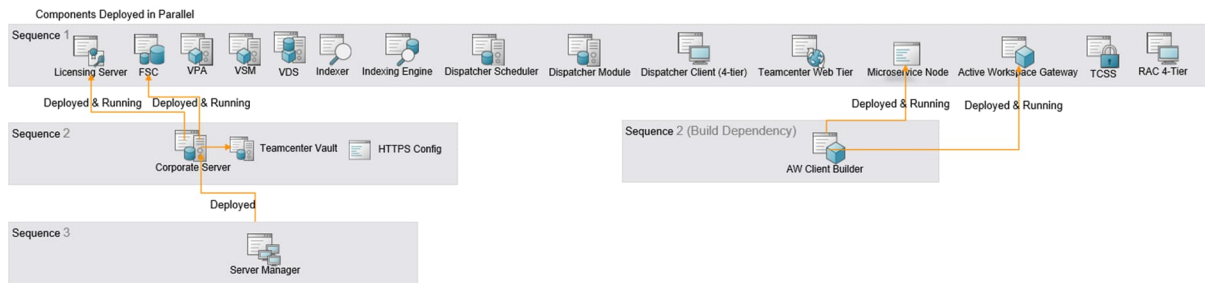 Components Deployed in Parallel
Sequence 1
Licensing Server
FSC
VPA
VSM
VDS
Indexer
Indexing Engine
Dispatcher Scheduler
Dispatcher Module
Dispatcher Client (4-tier)
Teamcenter Web Tier
Microservice Node
Active Workspace Gateway
TCSS
RAC 4-Tier
Deployed & Running
Deployed & Running
Deployed & Running
Deployed & Running
Sequence 2
Corporate Server
Teamcenter Vault
HTTPS Config
Sequence 2 (Build Dependency)
AW Client Builder
Deployed
Sequence 3
Server Manager